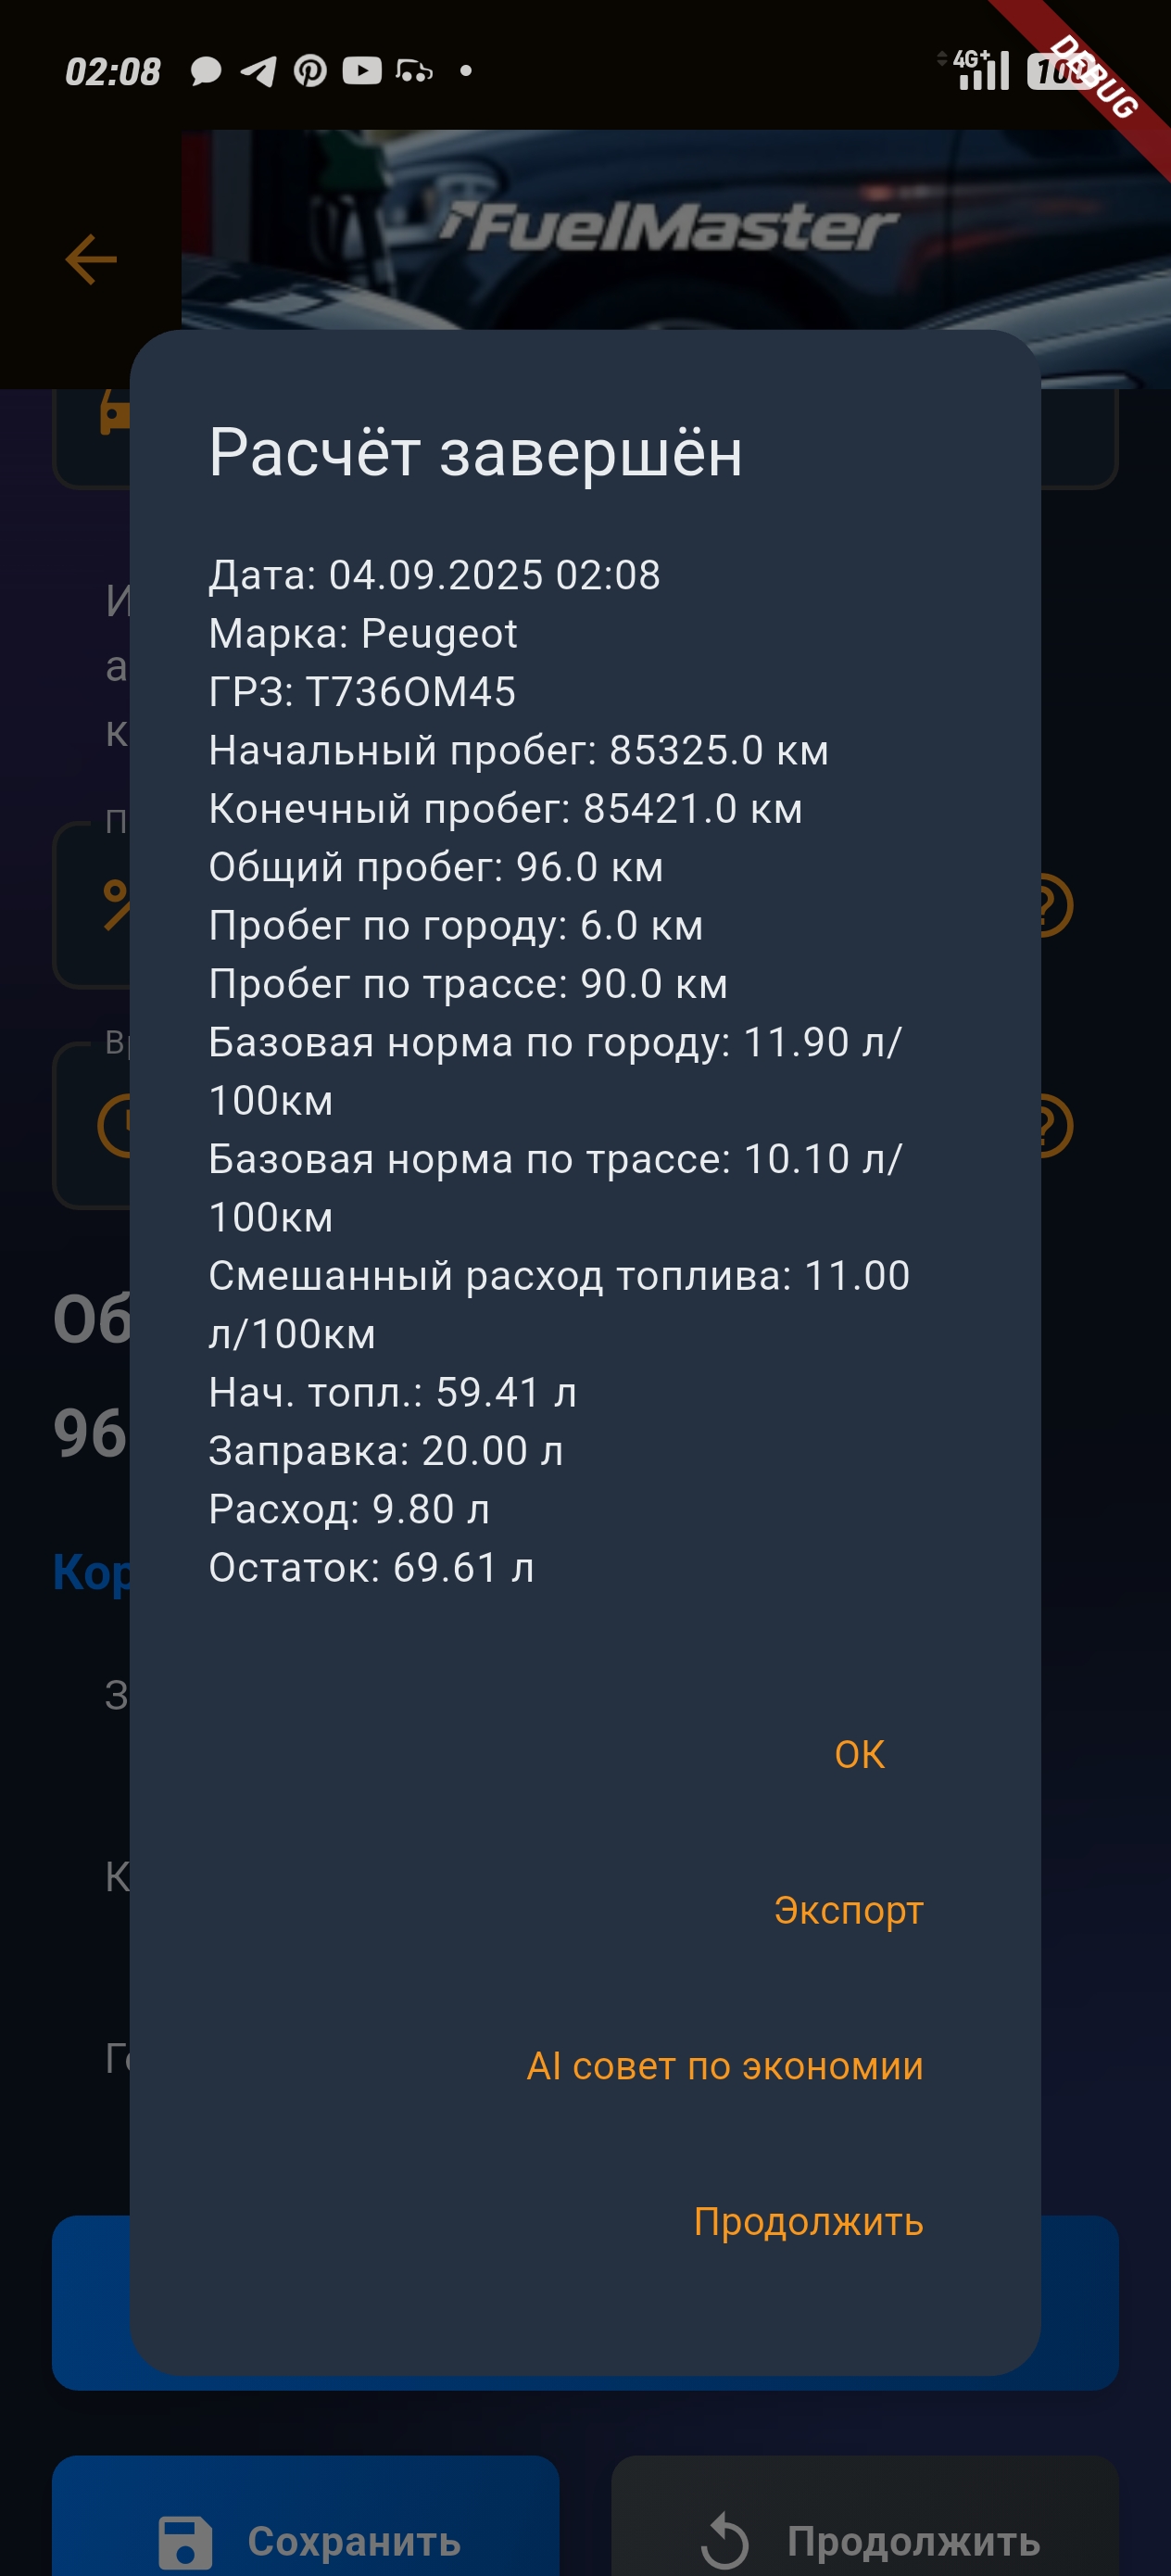 02:08
4G+
DEBUG
FuelMaster
Расчёт завершён
Дата: 04.09.2025 02:08
Марка: Peugeot
ГРЗ: Т736ОМ45
Начальный пробег: 85325.0 км
Конечный пробег: 85421.0 км
Общий пробег: 96.0 км
Пробег по городу: 6.0 км
Пробег по трассе: 90.0 км
Базовая норма по городу: 11.90 л/
100км
Базовая норма по трассе: 10.10 л/
100км
Смешанный расход топлива: 11.00
л/100км
Нач. топл.: 59.41 л
Заправка: 20.00 л
Расход: 9.80 л
Остаток: 69.61 л
96
ОК
Экспорт
AI совет по экономии
Продолжить
Сохранить
Продолжить